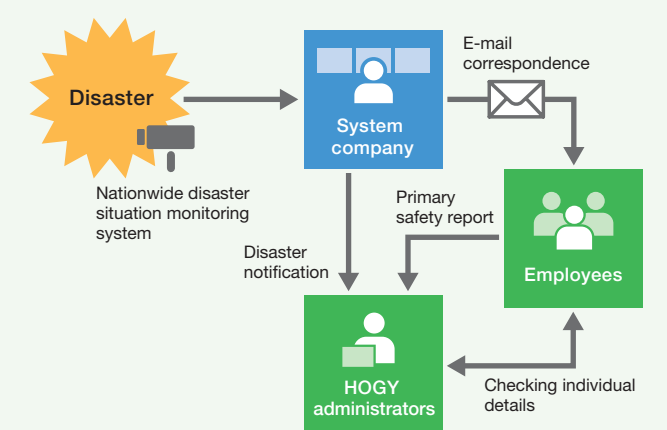 Disaster
Nationwide disaster
situation monitoring
system
System
company
E-mail
correspondence
Primary
safety report
Disaster
notification
Employees
HOGY
administrators
Checking individual
details